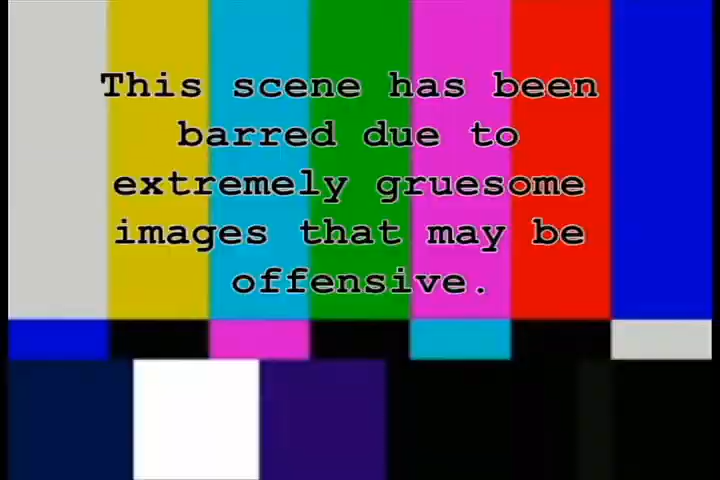 This scene has been
barred due to
extremely gruesome
images that may be
offensive.